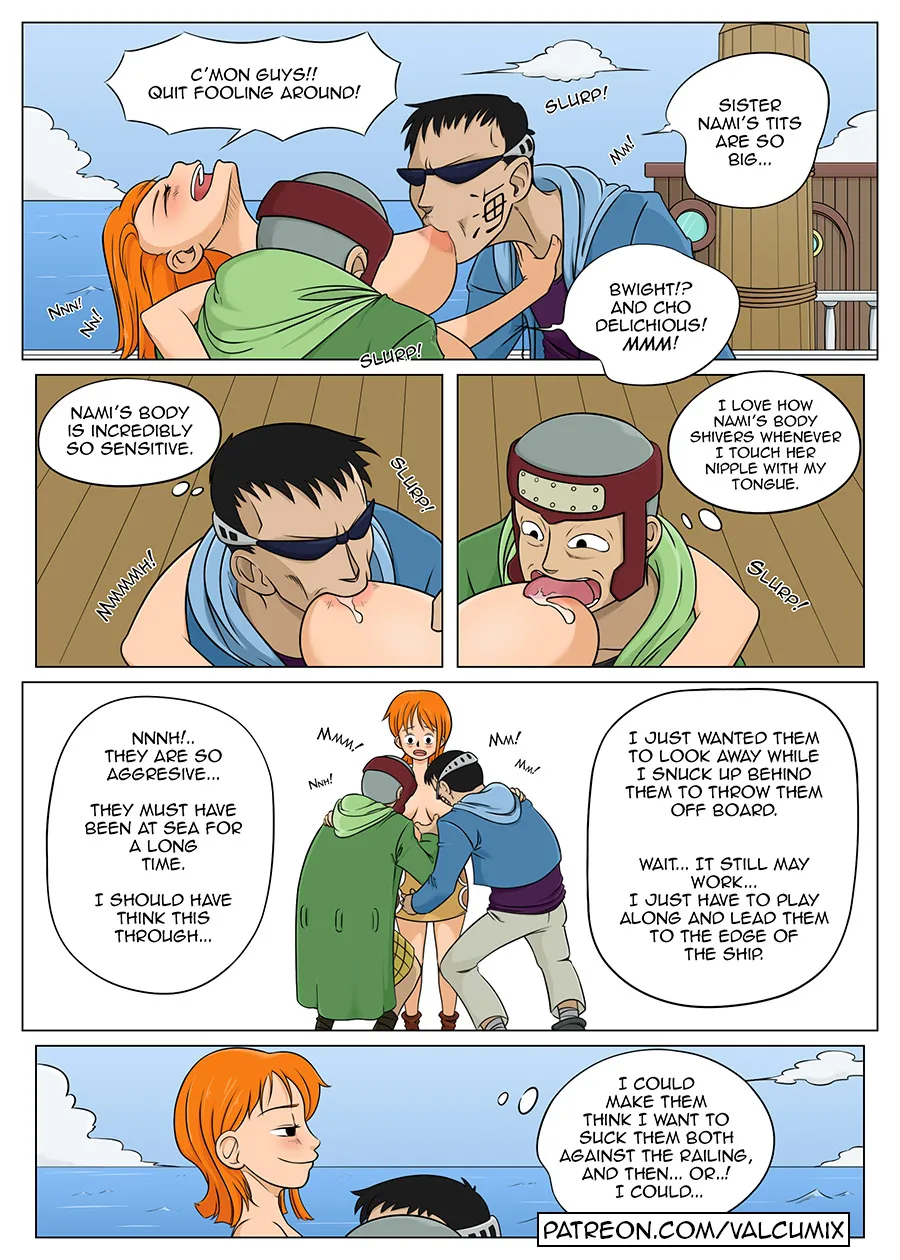 C'MON GUYS!!
QUIT FOOLING AROUND!
SLURP!
MM!
SISTER
NAMI'S TITS
ARE SO
BIG...
NNN!
NN!
SLURP!
BWIGHT!?
AND CHO
DELICHIOUS!
MMM!
NAMI'S BODY
IS INCREDIBLY
SO SENSITIVE.
SLURP!
MMMMH!
I LOVE HOW
NAMI'S BODY
SHIVERS WHENEVER
I TOUCH HER
NIPPLE WITH MY
TONGUE.
SLURP!
NNNH!..
THEY ARE SO
AGGRESIVE...
THEY MUST HAVE
BEEN AT SEA FOR
A LONG
TIME.
I SHOULD HAVE
THINK THIS
THROUGH...
MMM!
NNH!
MM!
MM!
I JUST WANTED THEM
TO LOOK AWAY WHILE
I SNUCK UP BEHIND
THEM TO THROW THEM
OFF BOARD.
WAIT... IT STILL MAY
WORK...
I JUST HAVE TO PLAY
ALONG AND LEAD THEM
TO THE EDGE OF
THE SHIP.
I COULD
MAKE THEM
THINK I WANT TO
SUCK THEM BOTH
AGAINST THE RAILING,
AND THEN... OR..!
I COULD...
PATREON.COM/VALCUMIX